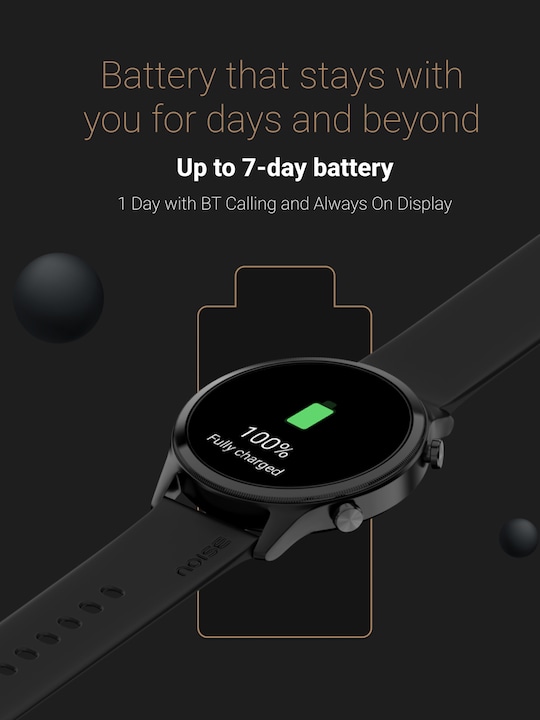 Battery that stays with
you for days and beyond
Up to 7-day battery
1 Day with BT Calling and Always On Display
100%
Fully charged
noise